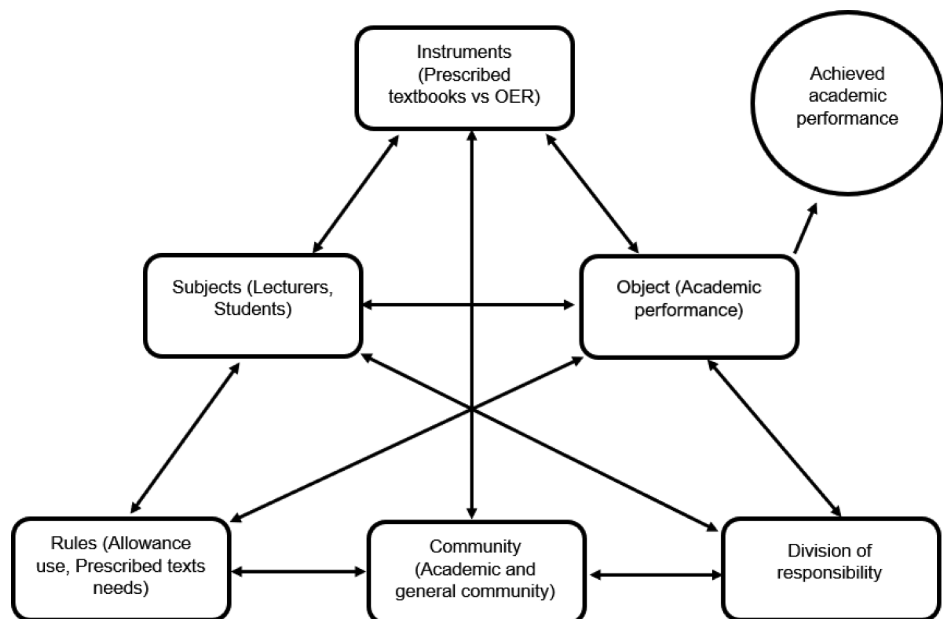 Instruments
(Prescribed
textbooks vs OER)
Achieved
academic
performance
Subjects (Lecturers,
Students)
Object (Academic
performance)
Rules (Allowance
use, Prescribed texts
needs)
Community
(Academic and
general community)
Division of
responsibility